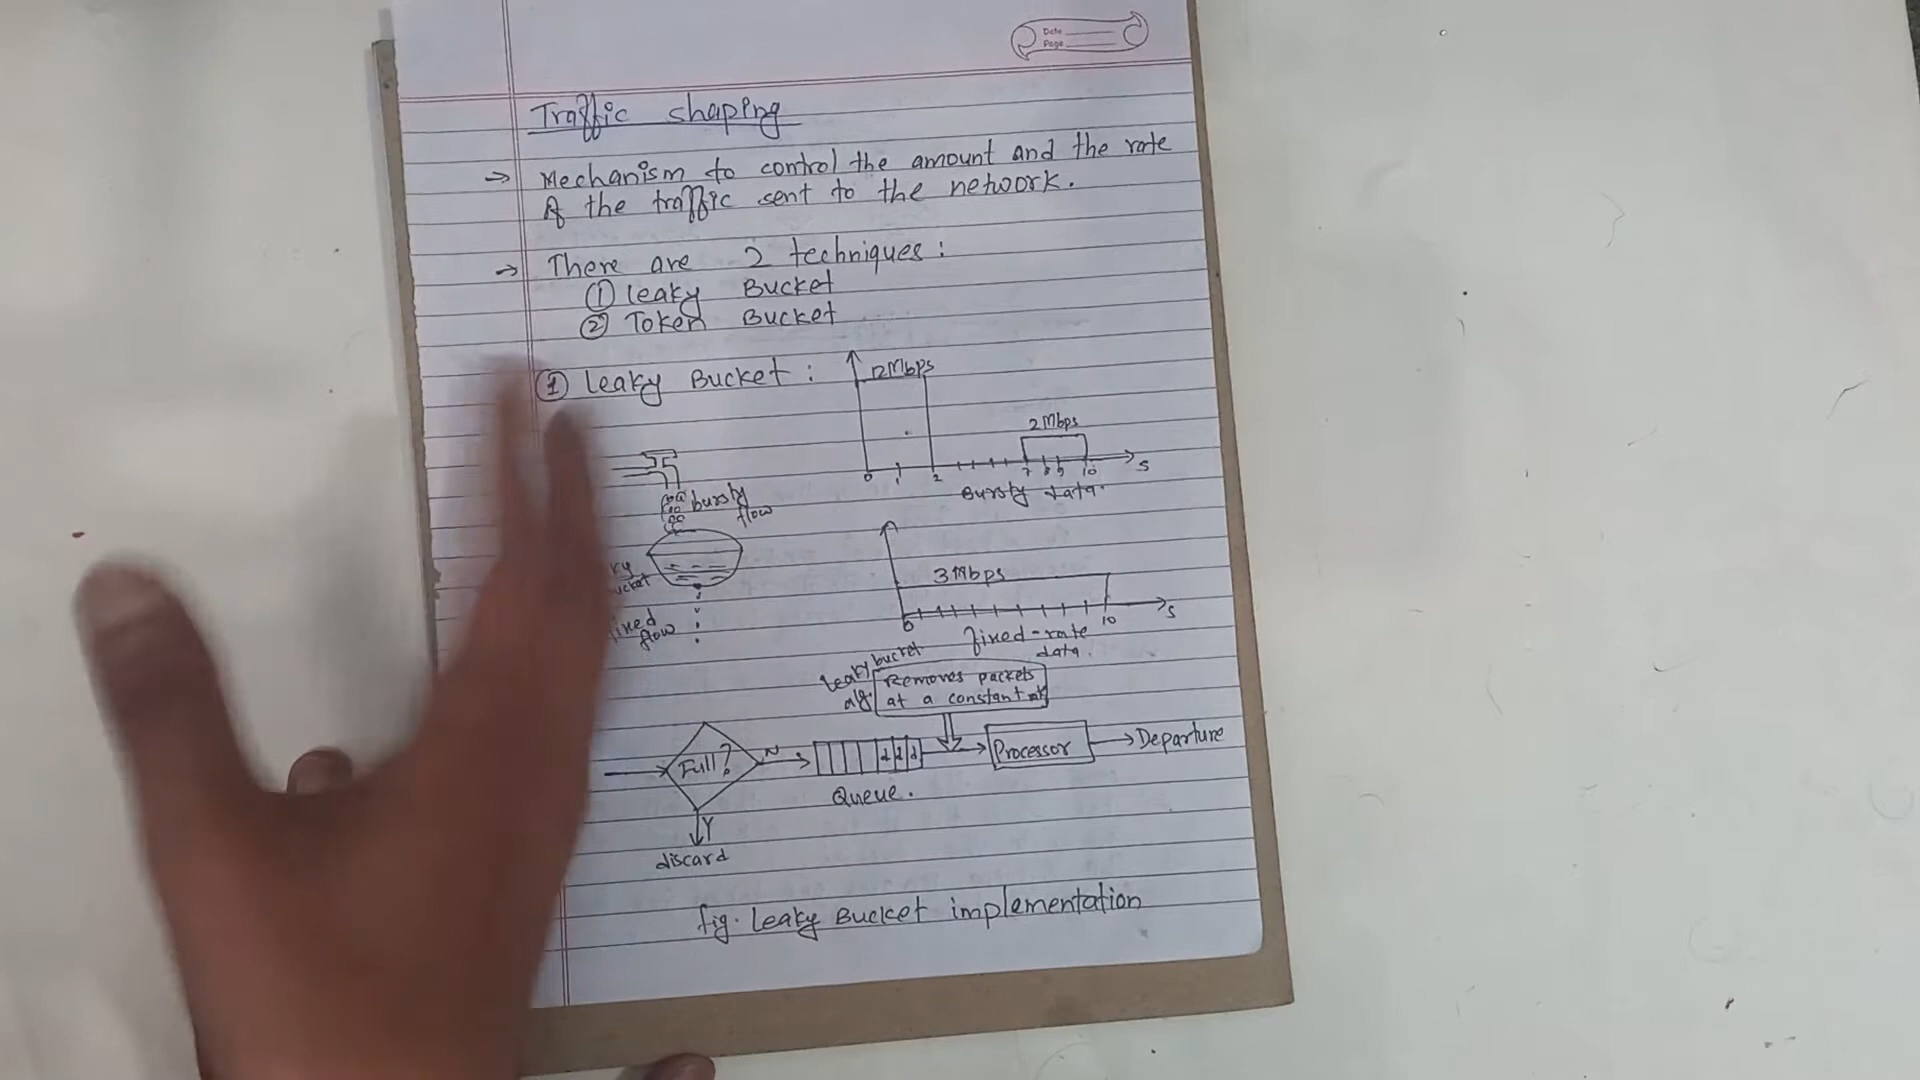 Date
Page
Traffic shaping
→ Mechanism to control the amount and the rate
of the traffic sent to the network.
→ There are 2 techniques:
① Leaky Bucket
② Token Bucket
① Leaky Bucket:
12Mbps
2Mbps
0 1 2 7 8 9 10 s
Bursty data.
bursty
flow
3Mbps
0 10 s
fixed-rate
data.
flow
Leaky bucket
alg.
Removes packets
at a constant
Full? N
Processor → Departure
Queue.
Y
discard
fig. Leaky Bucket implementation